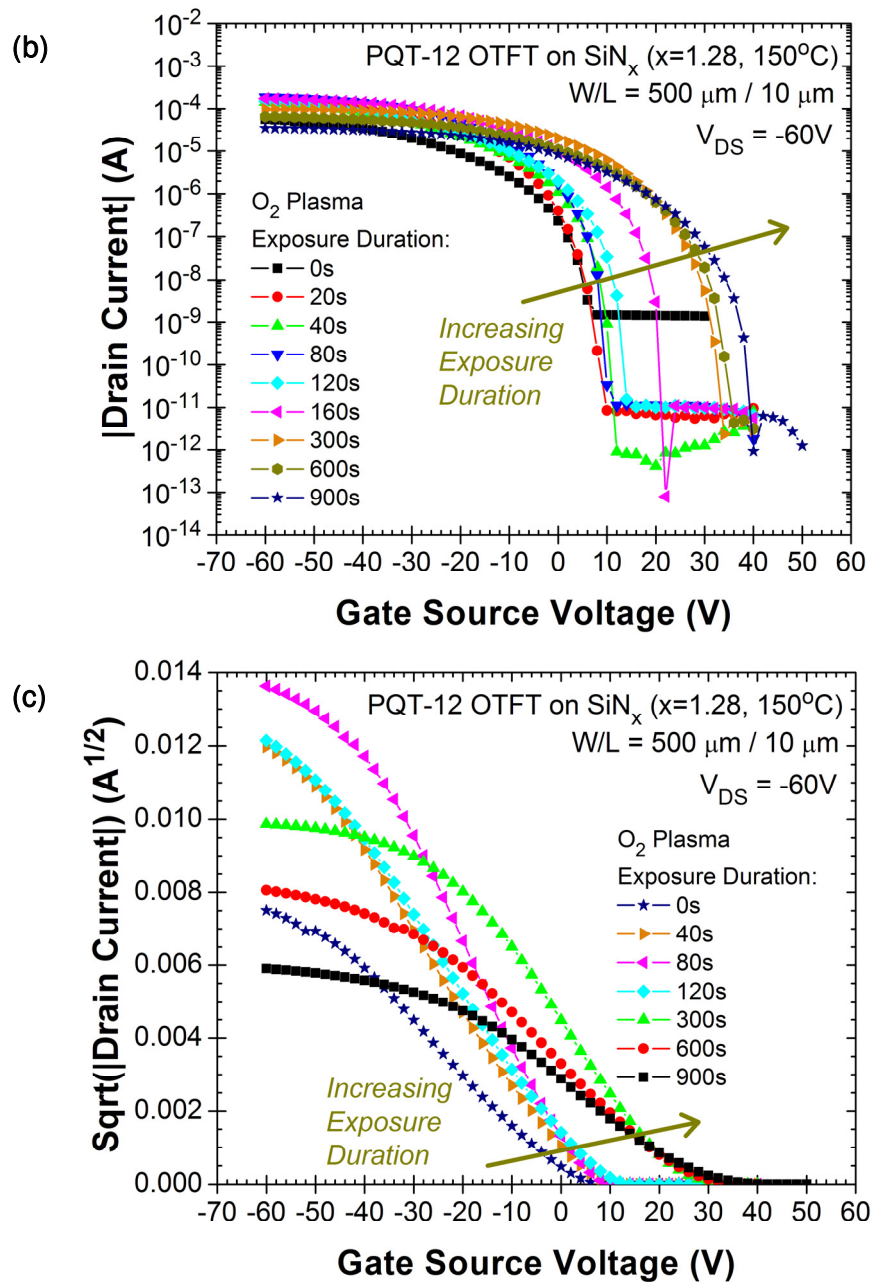 (b)
PQT-12 OTFT on SiNx (x=1.28, 150°C)
W/L = 500 μm / 10 μm
VDS = -60V
|Drain Current| (A)
10-2
10-3
10-4
10-5
10-6
10-7
10-8
10-9
10-10
10-11
10-12
10-13
10-14
O2 Plasma
Exposure Duration:
0s
20s
40s
80s
120s
160s
300s
600s
900s
Increasing
Exposure
Duration
-70 -60 -50 -40 -30 -20 -10 0 10 20 30 40 50 60
Gate Source Voltage (V)
(c)
PQT-12 OTFT on SiNx (x=1.28, 150°C)
W/L = 500 μm / 10 μm
VDS = -60V
Sqrt(|Drain Current|) (A1/2)
0.014
0.012
0.010
0.008
0.006
0.004
0.002
0.000
O2 Plasma
Exposure Duration:
0s
40s
80s
120s
300s
600s
900s
Increasing
Exposure
Duration
-70 -60 -50 -40 -30 -20 -10 0 10 20 30 40 50 60
Gate Source Voltage (V)